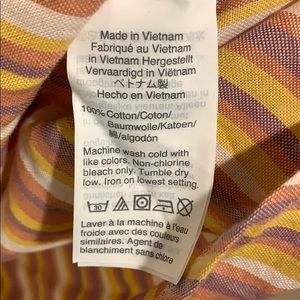 Made in Vietnam
Fabriqué au Vietnam
in Vietnam Hergestellt
Vervaardigd in Viëtnam
ベトナム製
Hecho en Vietnam
100% Cotton/Coton/
Baumwolle/Katoen/
綿/algodón
Machine wash cold with
like colors. Non-chlorine
bleach only. Tumble dry
low. Iron on lowest setting.
Laver à la machine à l'eau
froide avec des couleurs
similaires. Agent de
blanchiment sans chlore